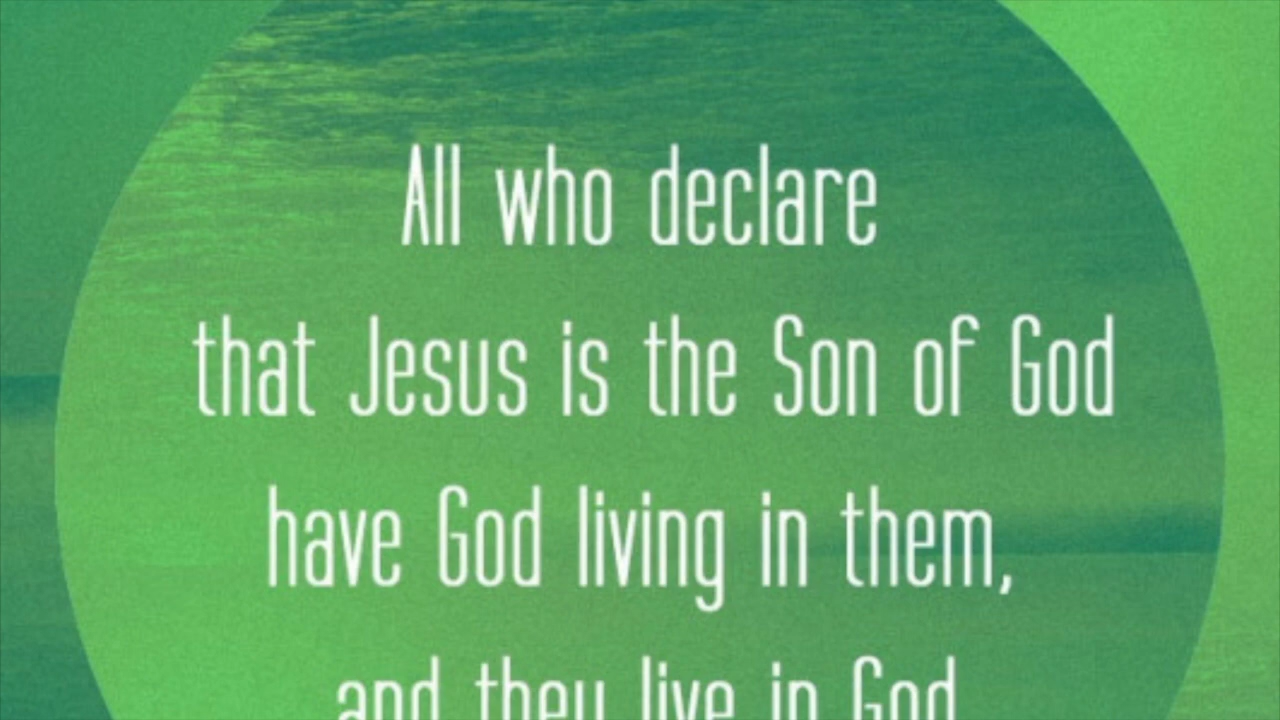 All who declare
that Jesus is the Son of God
have God living in them,
and they live in God